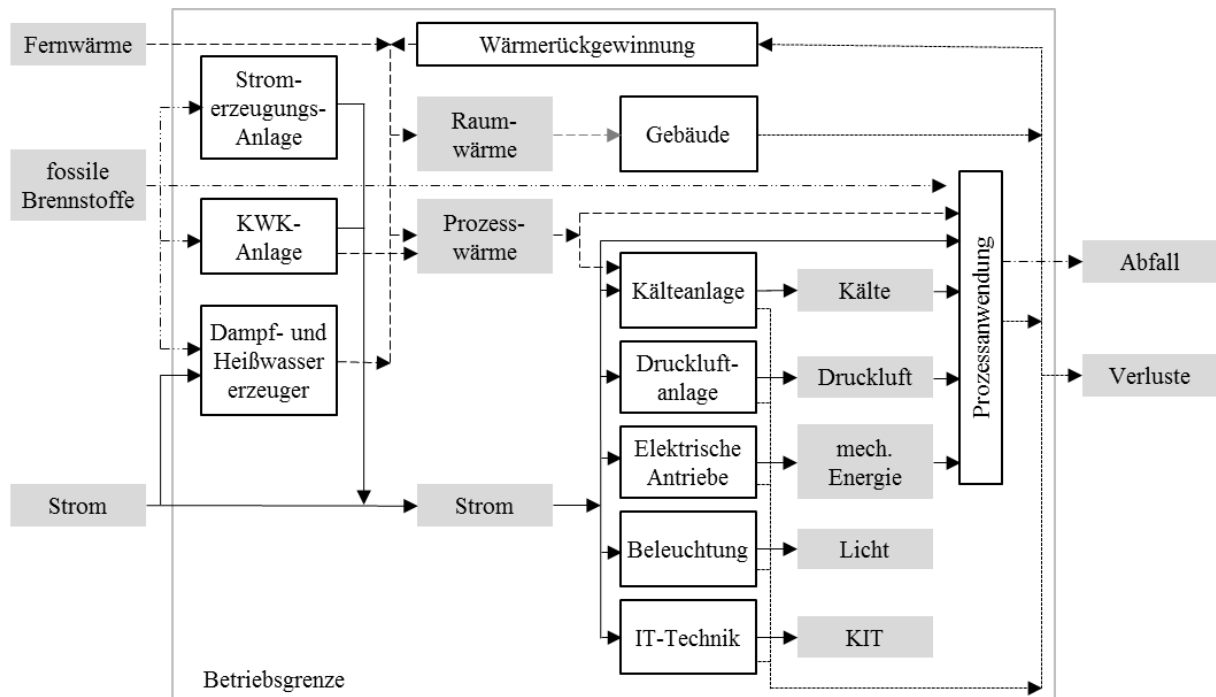 Fernwärme
Wärmerückgewinnung
Strom-
erzeugungs-
Anlage
Raum-
wärme
Gebäude
fossile
Brennstoffe
KWK-
Anlage
Prozess-
wärme
Prozessanwendung
Abfall
Kälteanlage
Kälte
Dampf- und
Heißwasser
erzeuger
Druckluft-
anlage
Druckluft
Verluste
Elektrische
Antriebe
mech.
Energie
Strom
Strom
Beleuchtung
Licht
IT-Technik
KIT
Betriebsgrenze